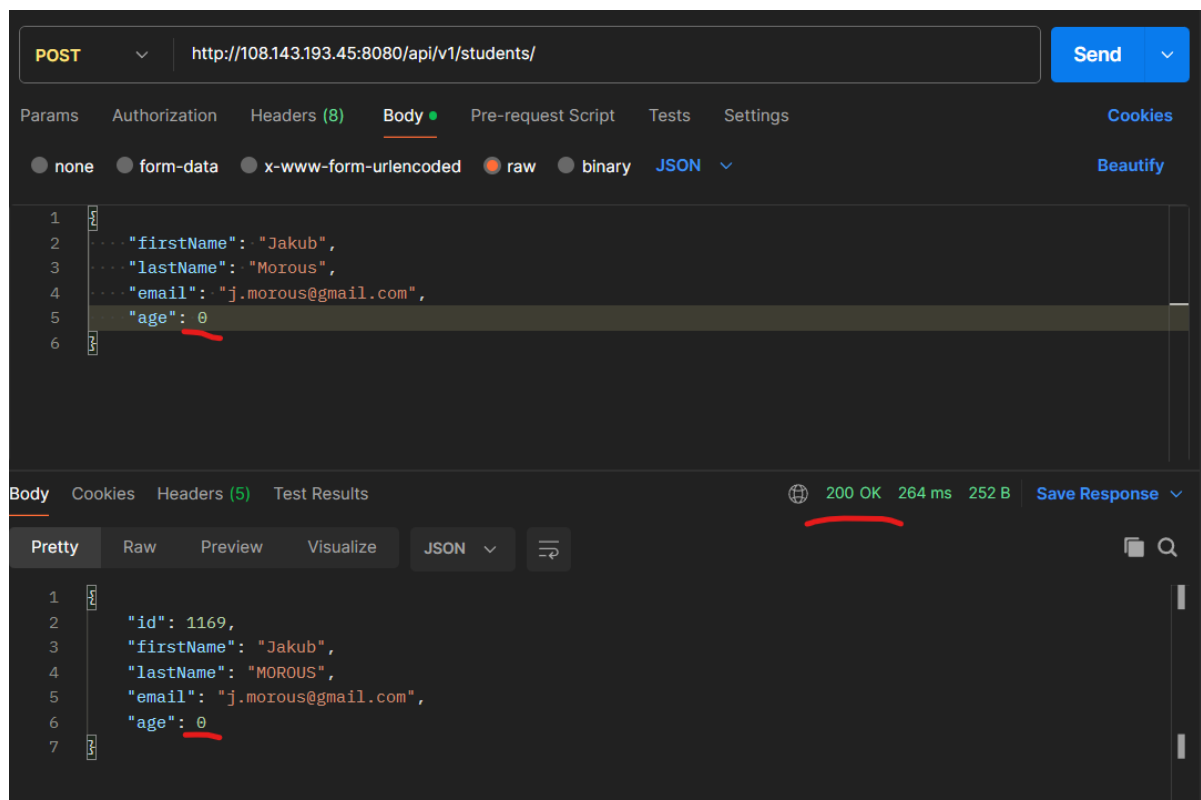 POST http://108.143.193.45:8080/api/v1/students/ Send
Params Authorization Headers (8) Body Pre-request Script Tests Settings Cookies
none form-data x-www-form-urlencoded raw binary JSON Beautify
1 {
2 "firstName": "Jakub",
3 "lastName": "Morous",
4 "email": "j.morous@gmail.com",
5 "age": 0
6 }
Body Cookies Headers (5) Test Results 200 OK 264 ms 252 B Save Response
Pretty Raw Preview Visualize JSON
1 {
2 "id": 1169,
3 "firstName": "Jakub",
4 "lastName": "MOROUS",
5 "email": "j.morous@gmail.com",
6 "age": 0
7 }